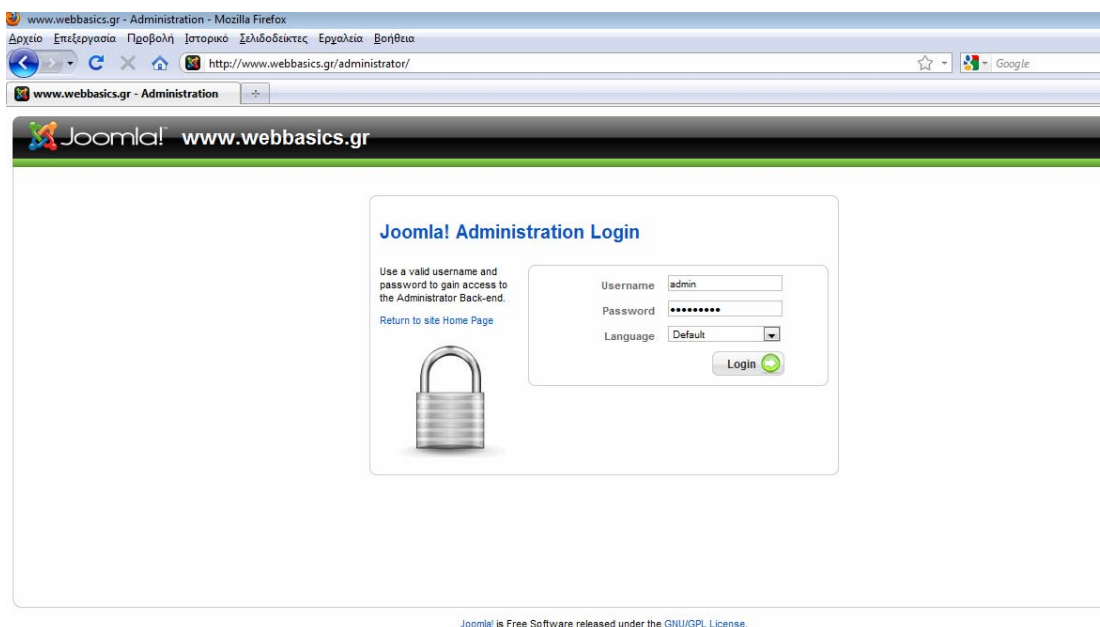 www.webbasics.gr - Administration - Mozilla Firefox
Αρχείο Επεξεργασία Προβολή Ιστορικό Σελιδοδείκτες Εργαλεία Βοήθεια
http://www.webbasics.gr/administrator/
Google
www.webbasics.gr - Administration
Joomla! www.webbasics.gr
Joomla! Administration Login
Use a valid username and
password to gain access to
the Administrator Back-end.
Return to site Home Page
Username admin
Password •••••••••
Language Default
Login
Joomla! is Free Software released under the GNU/GPL License.